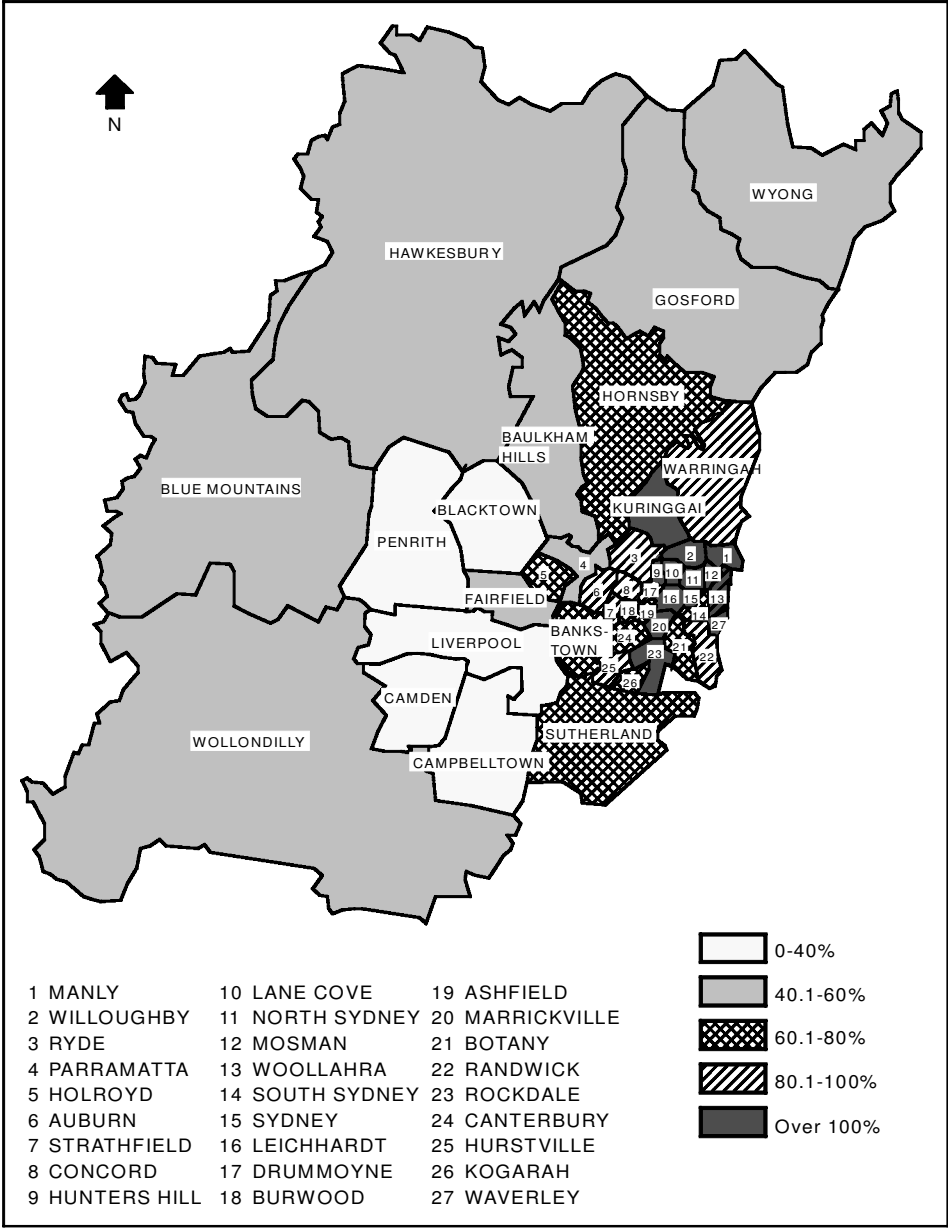 N
WYONG
HAWKESBURY
GOSFORD
HORNSBY
BAULKHAM
HILLS
WARRINGAH
BLUE MOUNTAINS
KURINGGAI
BLACKTOWN
PENRITH
2
1
3
4
5
9
10
11
12
6
8
17
16
15
13
FAIRFIELD
7
18
19
14
27
20
LIVERPOOL
BANKS-
TOWN
24
21
23
22
25
26
CAMDEN
SUTHERLAND
WOLLONDILLY
CAMPBELLTOWN
0-40%
40.1-60%
60.1-80%
80.1-100%
Over 100%
1 MANLY
2 WILLOUGHBY
3 RYDE
4 PARRAMATTA
5 HOLROYD
6 AUBURN
7 STRATHFIELD
8 CONCORD
9 HUNTERS HILL
10 LANE COVE
11 NORTH SYDNEY
12 MOSMAN
13 WOOLLAHRA
14 SOUTH SYDNEY
15 SYDNEY
16 LEICHHARDT
17 DRUMMOYNE
18 BURWOOD
19 ASHFIELD
20 MARRICKVILLE
21 BOTANY
22 RANDWICK
23 ROCKDALE
24 CANTERBURY
25 HURSTVILLE
26 KOGARAH
27 WAVERLEY